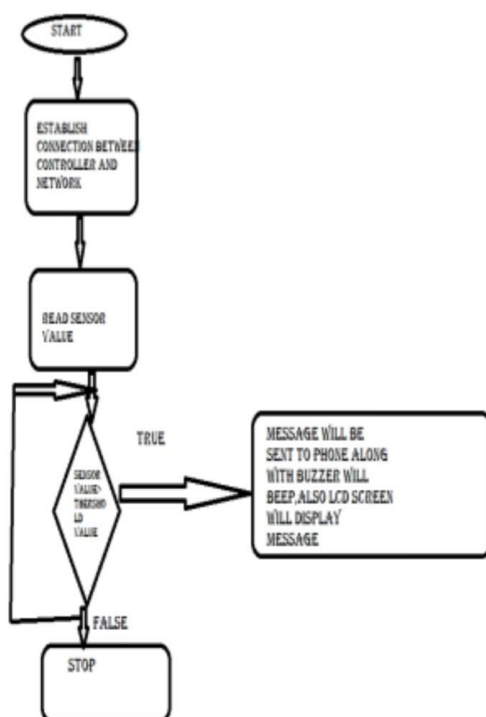 START
ESTABLISH
CONNECTION BETWEEN
CONTROLLER AND
NETWORK
READ SENSOR
VALUE
TRUE
SENSOR
VALUE>
THERSHO
LD
VALUE
MESSAGE WILL BE
SENT TO PHONE ALONG
WITH BUZZER WILL
BEEP,ALSO LCD SCREEN
WILL DISPLAY
MESSAGE
FALSE
STOP